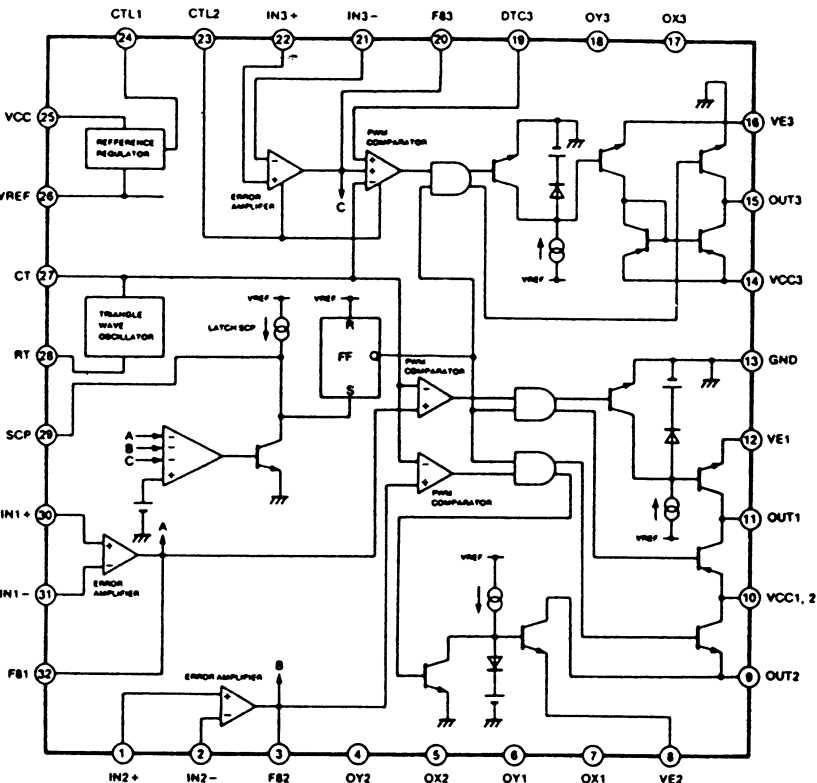 CTL1 CTL2 IN3+ IN3- FB3 DTC3 OY3 OX3
24 23 22 21 20 19 18 17
VCC 25
REFFERENCE
REGULATOR
VREF 26
PWM
COMPARATOR
ERROR
AMPLIFER
C
VREF
16 VE3
15 OUT3
14 VCC3
CT 27
TRIANGLE
WAVE
OSCILLATOR
RT 28
SCP 29
LATCH SCP
VREF
VREF
R
FF
Q
S
PWM
COMPARATOR
13 GND
12 VE1
A
B
C
PWM
COMPARATOR
VREF
11 OUT1
10 VCC1, 2
9 OUT2
IN1+ 30
A
ERROR
AMPLIFIER
IN1- 31
FB1 32
VREF
ERROR AMPLIFIER
B
1 2 3 4 5 6 7 8
IN2+ IN2- FB2 OY2 OX2 OY1 OX1 VE2